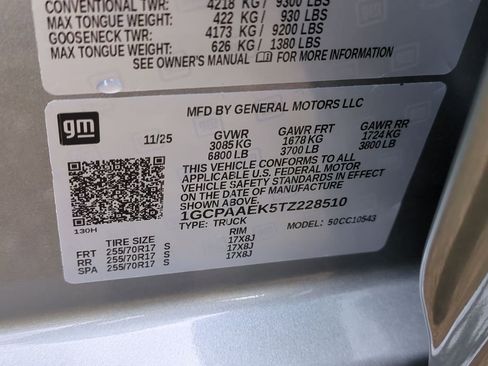 CONVENTIONAL TWR: 4218 KG / 9300 LBS
MAX TONGUE WEIGHT: 422 KG / 930 LBS
GOOSENECK TWR: 4173 KG / 9200 LBS
MAX TONGUE WEIGHT: 626 KG / 1380 LBS
SEE OWNER'S MANUAL FOR MORE INFORMATION.
gm
MFD BY GENERAL MOTORS LLC
11/25 GVWR GAWR FRT GAWR RR
3085 KG 1678 KG 1724 KG
6800 LB 3700 LB 3800 LB
THIS VEHICLE CONFORMS TO ALL
APPLICABLE U.S. FEDERAL MOTOR
VEHICLE SAFETY STANDARDS IN EFFECT
ON THE DATE OF MANUFACTURE
SHOWN ABOVE.
1GCPAAEK5TZ228510
130H
TYPE: TRUCK MODEL: 50CC10543
TIRE SIZE RIM
FRT 255/70R17 S 17X8J
RR 255/70R17 S 17X8J
SPA 255/70R17 S 17X8J